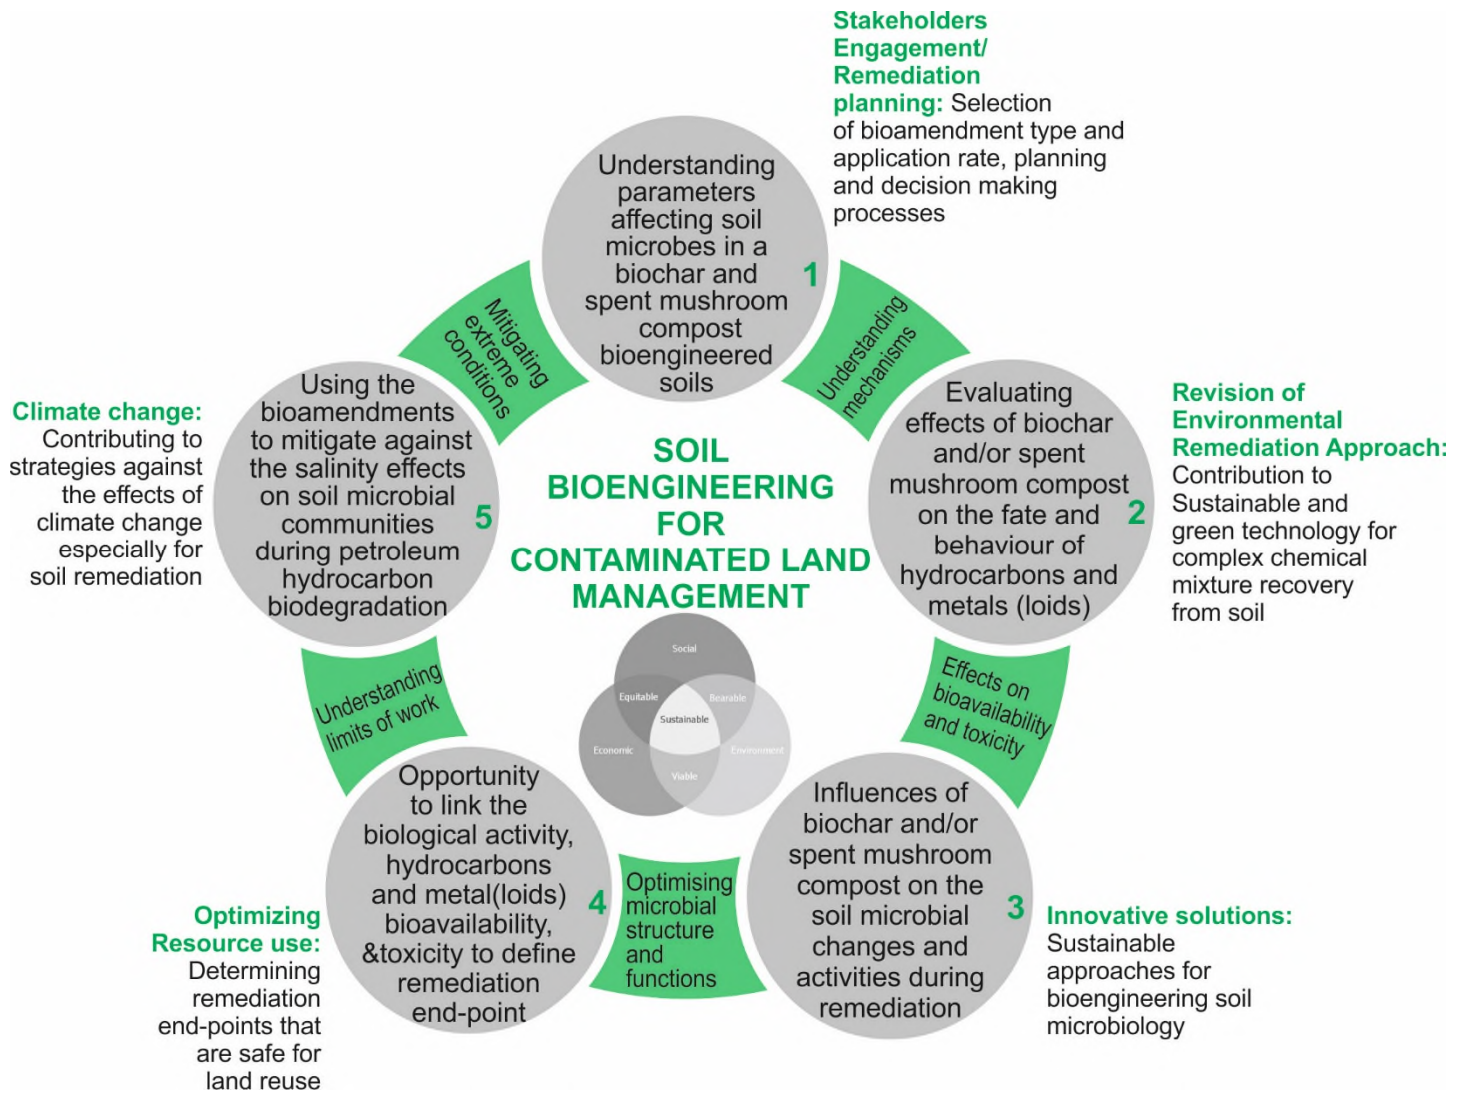 Stakeholders
Engagement/
Remediation
planning: Selection
of bioamendment type and
application rate, planning
and decision making
processes
Understanding
parameters
affecting soil
microbes in a
biochar and
spent mushroom
compost
bioengineered
soils
1
Understanding
mechanisms
Evaluating
effects of biochar
and/or spent
mushroom compost
on the fate and
behaviour of
hydrocarbons and
metals (loids)
2
Revision of
Environmental
Remediation Approach:
Contribution to
Sustainable and
green technology for
complex chemical
mixture recovery
from soil
Effects on
bioavailability
and toxicity
Influences of
biochar and/or
spent mushroom
compost on the
soil microbial
changes and
activities during
remediation
3
Innovative solutions:
Sustainable
approaches for
bioengineering soil
microbiology
Optimising
microbial
structure
and
functions
Opportunity
to link the
biological activity,
hydrocarbons
and metal(loids)
bioavailability,
&toxicity to define
remediation
end-point
4
Optimizing
Resource use:
Determining
remediation
end-points that
are safe for
land reuse
Understanding
limits of work
Using the
bioamendments
to mitigate against
the salinity effects
on soil microbial
communities
during petroleum
hydrocarbon
biodegradation
5
Climate change:
Contributing to
strategies against
the effects of
climate change
especially for
soil remediation
Mitigating
extreme
conditions
SOIL
BIOENGINEERING
FOR
CONTAMINATED LAND
MANAGEMENT
Social
Equitable
Bearable
Sustainable
Economic
Environment
Viable